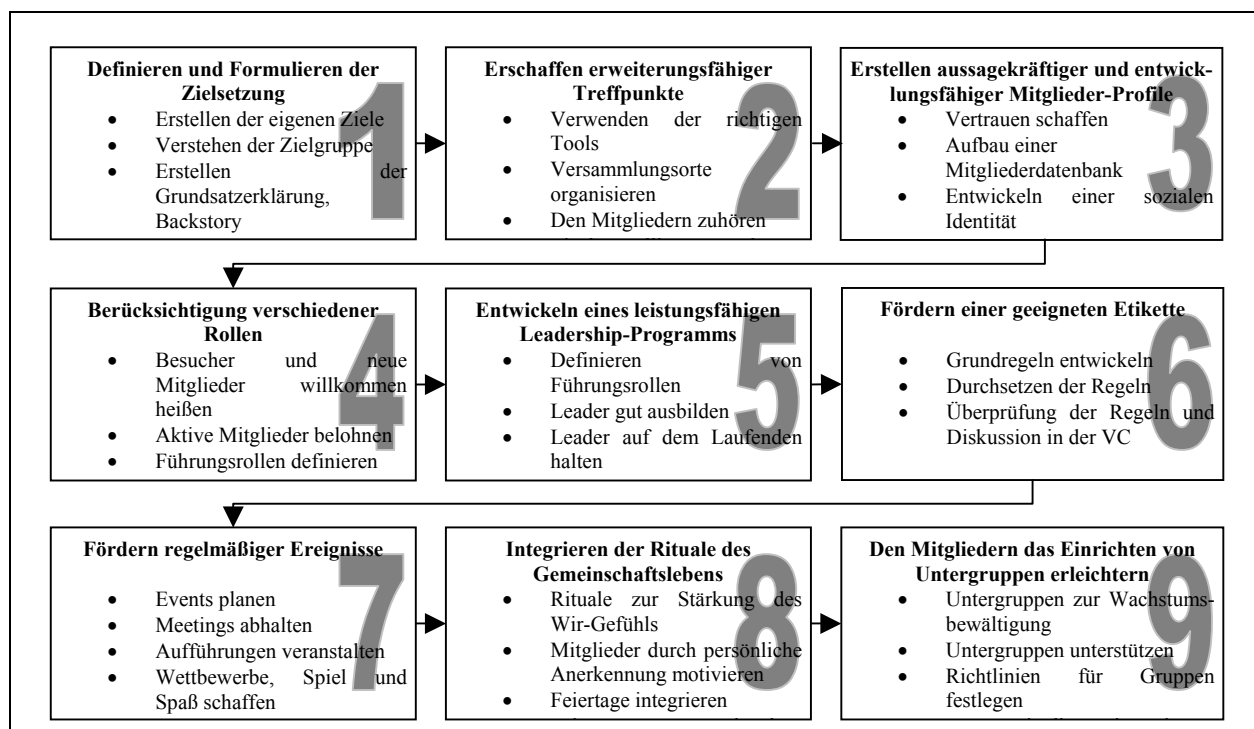 1
Definieren und Formulieren der
Zielsetzung
• Erstellen der eigenen Ziele
• Verstehen der Zielgruppe
• Erstellen der
Grundsatzerklärung,
Backstory
2
Erschaffen erweiterungsfähiger
Treffpunkte
• Verwenden der richtigen
Tools
• Versammlungsorte
organisieren
• Den Mitgliedern zuhören
3
Erstellen aussagekräftiger und entwick-
lungsfähiger Mitglieder-Profile
• Vertrauen schaffen
• Aufbau einer
Mitgliederdatenbank
• Entwickeln einer sozialen
Identität
4
Berücksichtigung verschiedener
Rollen
• Besucher und neue
Mitglieder willkommen
heißen
• Aktive Mitglieder belohnen
• Führungsrollen definieren
5
Entwickeln eines leistungsfähigen
Leadership-Programms
• Definieren von
Führungsrollen
• Leader gut ausbilden
• Leader auf dem Laufenden
halten
6
Fördern einer geeigneten Etikette
• Grundregeln entwickeln
• Durchsetzen der Regeln
• Überprüfung der Regeln und
Diskussion in der VC
7
Fördern regelmäßiger Ereignisse
• Events planen
• Meetings abhalten
• Aufführungen veranstalten
• Wettbewerbe, Spiel und
Spaß schaffen
8
Integrieren der Rituale des
Gemeinschaftslebens
• Rituale zur Stärkung des
Wir-Gefühls
• Mitglieder durch persönliche
Anerkennung motivieren
• Feiertage integrieren
9
Den Mitgliedern das Einrichten von
Untergruppen erleichtern
• Untergruppen zur Wachstums-
bewältigung
• Untergruppen unterstützen
• Richtlinien für Gruppen
festlegen